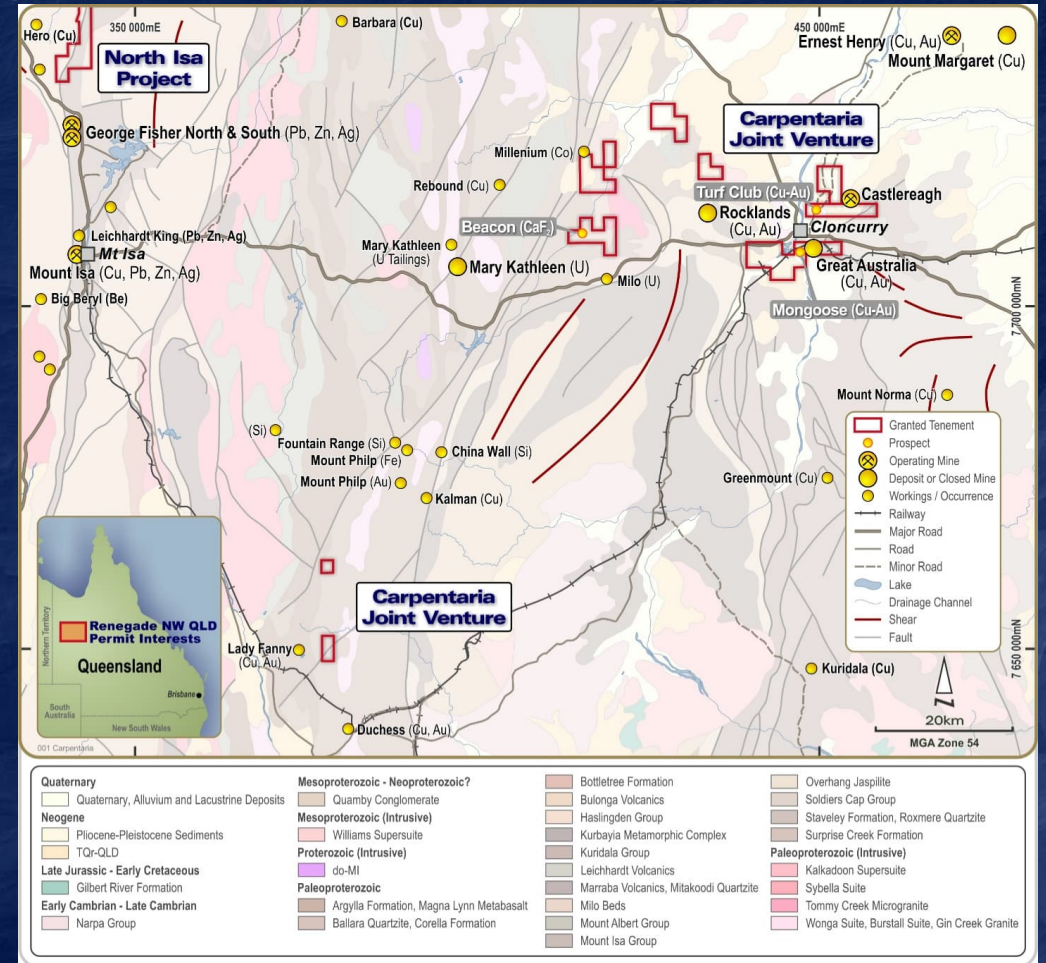 350 000mE
450 000mE
Hero (Cu)
Barbara (Cu)
Ernest Henry (Cu, Au)
Mount Margaret (Cu)
North Isa
Project
George Fisher North & South (Pb, Zn, Ag)
Carpentaria
Joint Venture
Millenium (Co)
Rebound (Cu)
Turf Club (Cu-Au)
Castlereagh
Rocklands
(Cu, Au)
Cloncurry
Beacon (CaF2)
Leichhardt King (Pb, Zn, Ag)
Mt Isa
Mount Isa (Cu, Pb, Zn, Ag)
Mary Kathleen
(U Tailings)
Mary Kathleen (U)
Milo (U)
Great Australia
(Cu, Au)
Big Beryl (Be)
Mongoose (Cu-Au)
7 700 000mN
Mount Norma (Cu)
(Si)
Fountain Range (Si)
Mount Philp (Fe)
China Wall (Si)
Mount Philp (Au)
Kalman (Cu)
Greenmount (Cu)
Granted Tenement
Prospect
Operating Mine
Deposit or Closed Mine
Workings / Occurrence
Railway
Major Road
Road
Minor Road
Lake
Drainage Channel
Shear
Fault
Carpentaria
Joint Venture
Lady Fanny
(Cu, Au)
Duchess (Cu, Au)
Kuridala (Cu)
7 650 000mN
N
20km
MGA Zone 54
Northern Territory
Renegade NW QLD
Permit Interests
Queensland
Brisbane
South
Australia
New South Wales
001 Carpentaria
Quaternary
Quaternary, Alluvium and Lacustrine Deposits
Neogene
Pliocene-Pleistocene Sediments
TQr-QLD
Late Jurassic - Early Cretaceous
Gilbert River Formation
Early Cambrian - Late Cambrian
Narpa Group
Mesoproterozoic - Neoproterozoic?
Quamby Conglomerate
Mesoproterozoic (Intrusive)
Williams Supersuite
Proterozoic (Intrusive)
do-MI
Paleoproterozoic
Argylla Formation, Magna Lynn Metabasalt
Ballara Quartzite, Corella Formation
Bottletree Formation
Bulonga Volcanics
Haslingden Group
Kurbayia Metamorphic Complex
Kuridala Group
Leichhardt Volcanics
Marraba Volcanics, Mitakoodi Quartzite
Milo Beds
Mount Albert Group
Mount Isa Group
Overhang Jaspilite
Soldiers Cap Group
Staveley Formation, Roxmere Quartzite
Surprise Creek Formation
Paleoproterozoic (Intrusive)
Kalkadoon Supersuite
Sybella Suite
Tommy Creek Microgranite
Wonga Suite, Burstall Suite, Gin Creek Granite